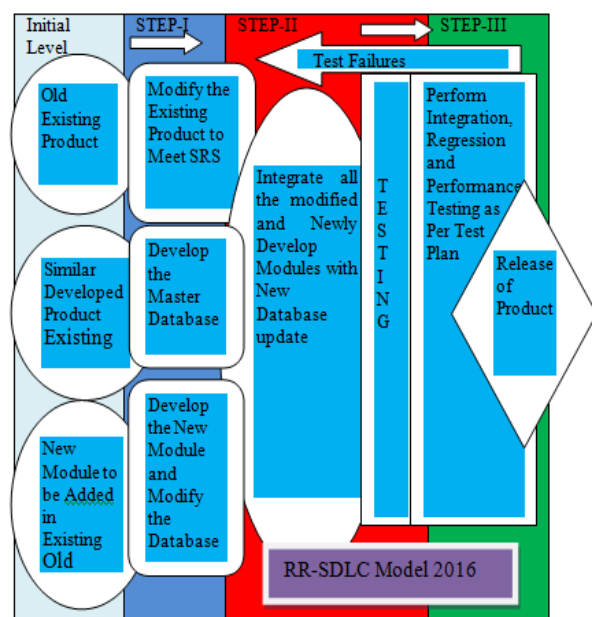 Initial
Level
STEP-I
STEP-II
STEP-III
Test Failures
Old
Existing
Product
Modify the
Existing
Product to
Meet SRS
Similar
Developed
Product
Existing
Develop
the
Master
Database
New
Module to
be Added
in
Existing
Old
Develop
the New
Module
and
Modify
the
Database
Integrate all
the modified
and Newly
Develop
Modules with
New
Database
update
T
E
S
T
I
N
G
Perform
Integration,
Regression
and
Performance
Testing as
Per Test
Plan
Release
of
Product
RR-SDLC Model 2016